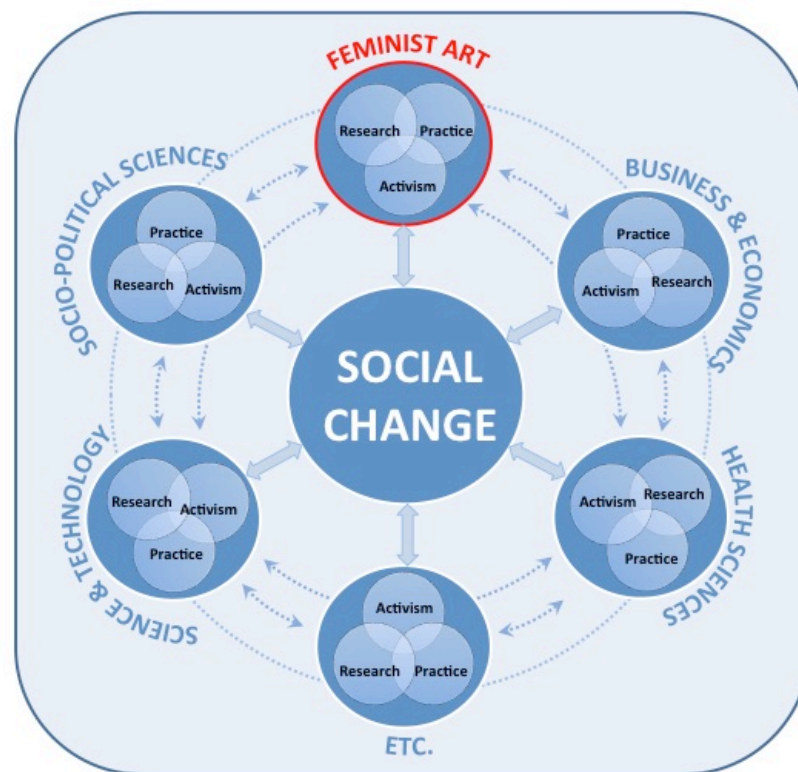 FEMINIST ART
Research
Practice
Activism
SOCIO-POLITICAL SCIENCES
Practice
Research
Activism
BUSINESS & ECONOMICS
Practice
Activism
Research
SOCIAL
CHANGE
SCIENCE & TECHNOLOGY
Research
Activism
Practice
HEALTH SCIENCES
Activism
Research
Practice
Activism
Research
Practice
ETC.